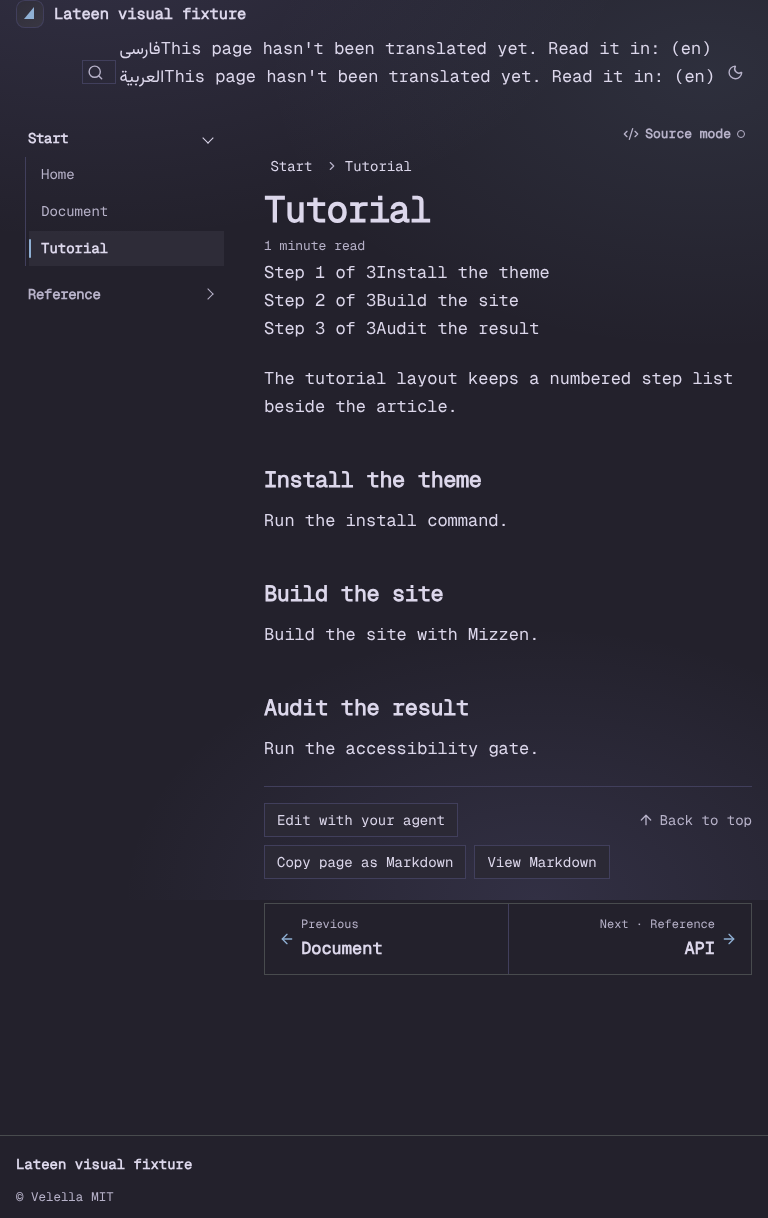 Lateen visual fixture
فارسیThis page hasn't been translated yet. Read it in: (en)
العربيةThis page hasn't been translated yet. Read it in: (en)
Source mode
Start
Home
Document
Tutorial
Reference
Start
Tutorial
Tutorial
1 minute read
Step 1 of 3Install the theme
Step 2 of 3Build the site
Step 3 of 3Audit the result
The tutorial layout keeps a numbered step list
beside the article.
Install the theme
Run the install command.
Build the site
Build the site with Mizzen.
Audit the result
Run the accessibility gate.
Edit with your agent
Back to top
Copy page as Markdown
View Markdown
Previous
Document
Next · Reference
API
Lateen visual fixture
© Velella MIT